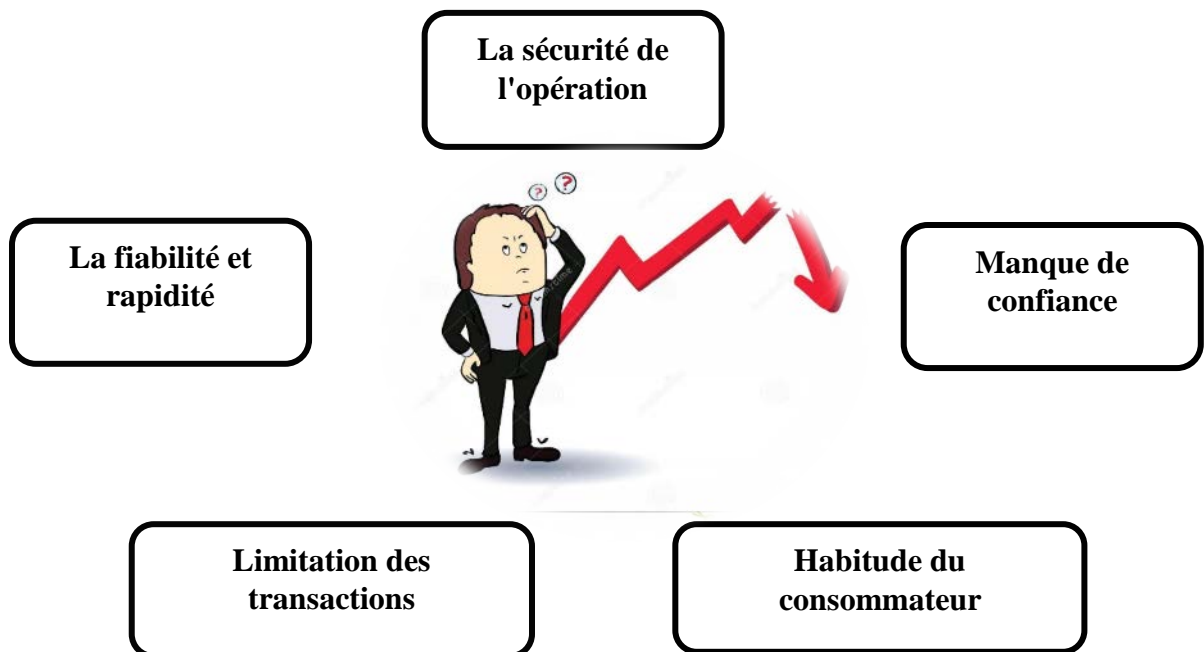 La sécurité de
l'opération
? ?
La fiabilité et
rapidité
Manque de
confiance
Limitation des
transactions
Habitude du
consommateur